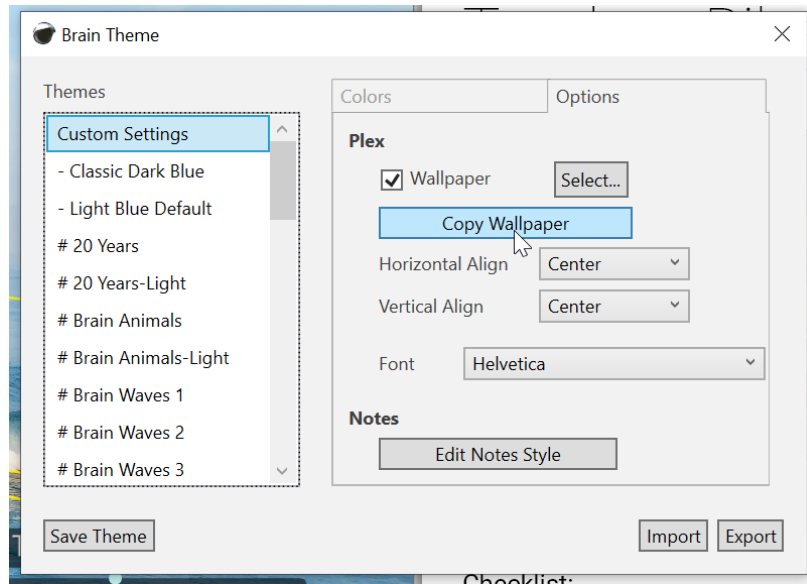 Brain Theme
Themes
Custom Settings
- Classic Dark Blue
- Light Blue Default
# 20 Years
# 20 Years-Light
# Brain Animals
# Brain Animals-Light
# Brain Waves 1
# Brain Waves 2
# Brain Waves 3
Colors
Options
Plex
Wallpaper
Select...
Copy Wallpaper
Horizontal Align
Center
Vertical Align
Center
Font
Helvetica
Notes
Edit Notes Style
Save Theme
Import
Export
Checklist: